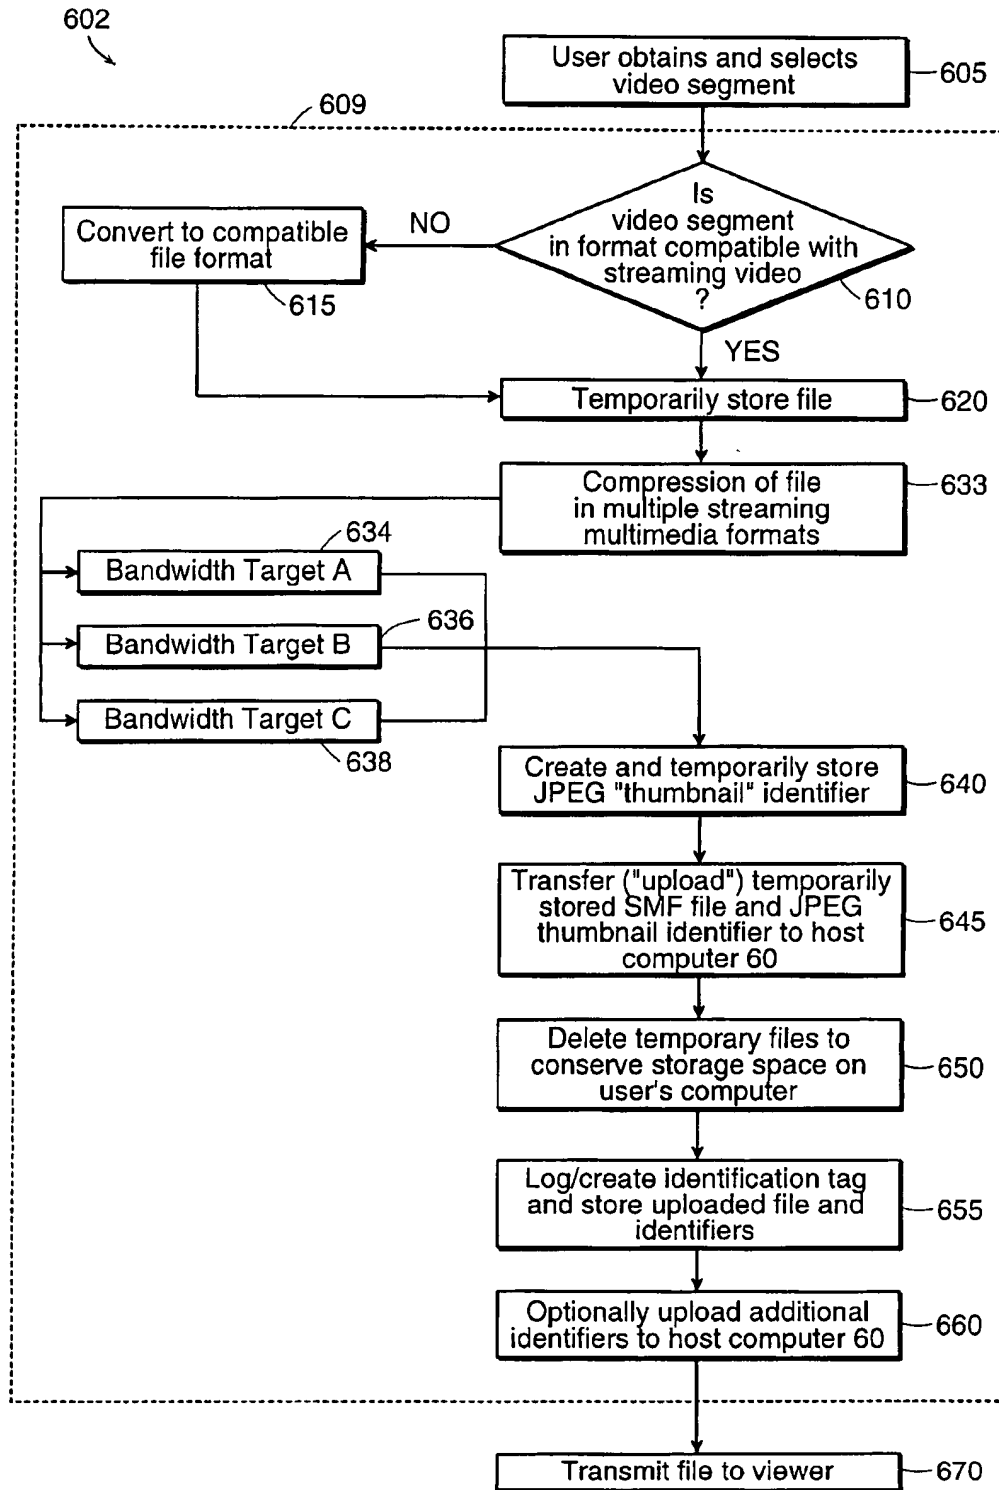 602
User obtains and selects
video segment
605
609
Is
video segment
in format compatible with
streaming video
?
610
NO
Convert to compatible
file format
615
YES
Temporarily store file
620
Compression of file
in multiple streaming
multimedia formats
633
634
Bandwidth Target A
636
Bandwidth Target B
Bandwidth Target C
638
Create and temporarily store
JPEG "thumbnail" identifier
640
Transfer ("upload") temporarily
stored SMF file and JPEG
thumbnail identifier to host
computer 60
645
Delete temporary files to
conserve storage space on
user's computer
650
Log/create identification tag
and store uploaded file and
identifiers
655
Optionally upload additional
identifiers to host computer 60
660
Transmit file to viewer
670